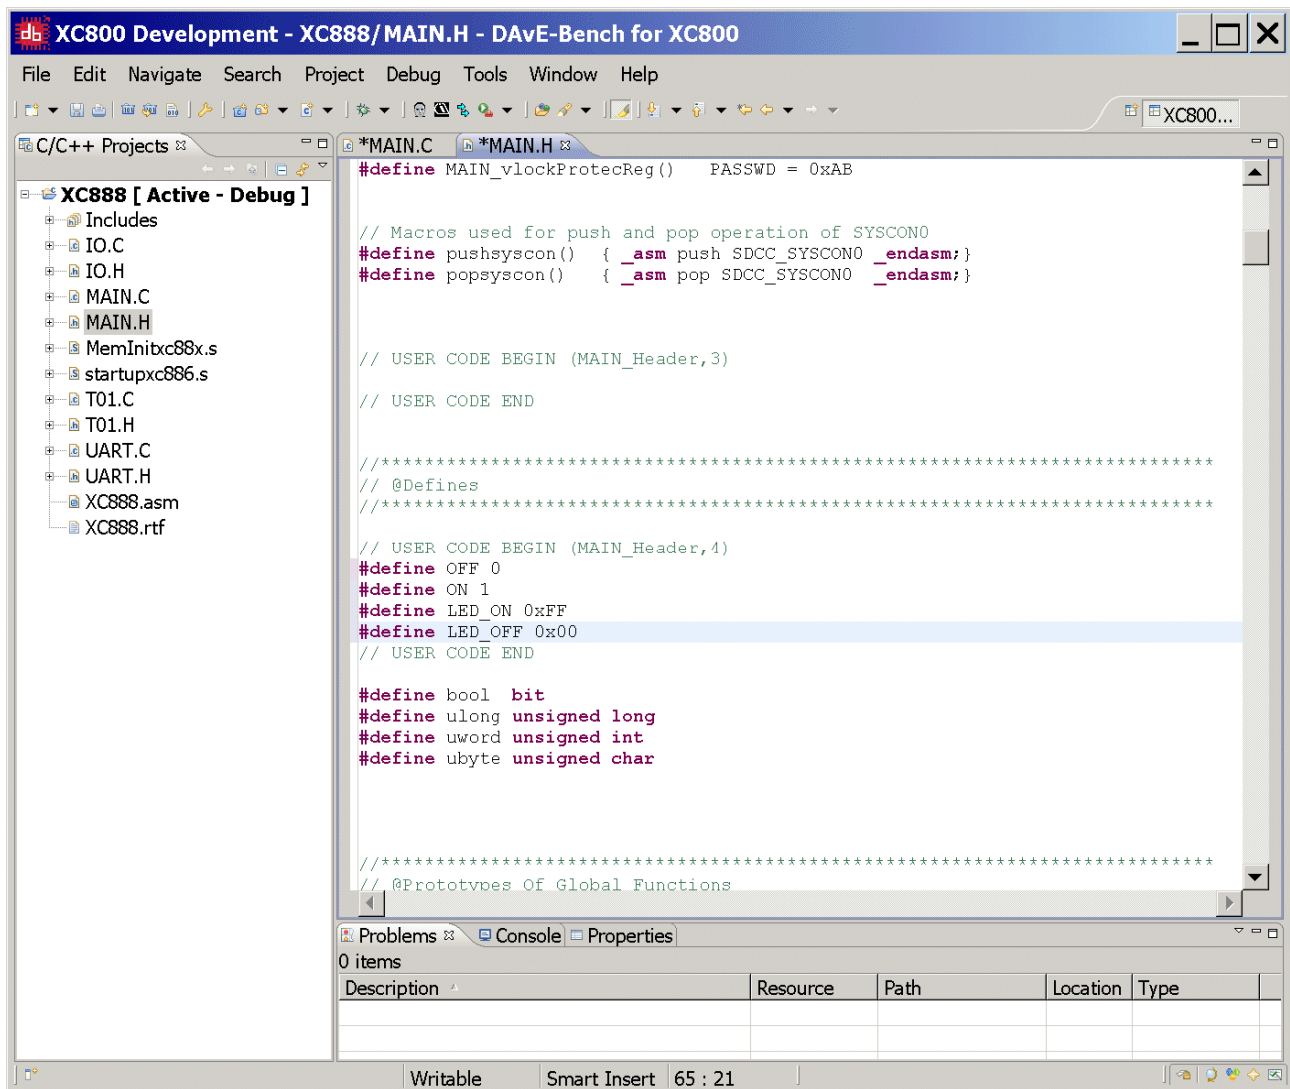 XC800 Development - XC888/MAIN.H - DAvE-Bench for XC800
File Edit Navigate Search Project Debug Tools Window Help
XC800...
C/C++ Projects
XC888 [ Active - Debug ]
Includes
IO.C
IO.H
MAIN.C
MAIN.H
MemInitxc88x.s
startupxc886.s
T01.C
T01.H
UART.C
UART.H
XC888.asm
XC888.rtf
*MAIN.C *MAIN.H
#define MAIN_vlockProtecReg() PASSWD = 0xAB
// Macros used for push and pop operation of SYSCON0
#define pushsyscon() { _asm push SDCC_SYSCON0 _endasm;}
#define popsyscon() { _asm pop SDCC_SYSCON0 _endasm;}
// USER CODE BEGIN (MAIN_Header,3)
// USER CODE END
//****************************************************************************
// @Defines
//****************************************************************************
// USER CODE BEGIN (MAIN_Header,4)
#define OFF 0
#define ON 1
#define LED_ON 0xFF
#define LED_OFF 0x00
// USER CODE END
#define bool bit
#define ulong unsigned long
#define uword unsigned int
#define ubyte unsigned char
//****************************************************************************
// @Prototypes Of Global Functions
Problems Console Properties
0 items
Description Resource Path Location Type
Writable Smart Insert 65 : 21